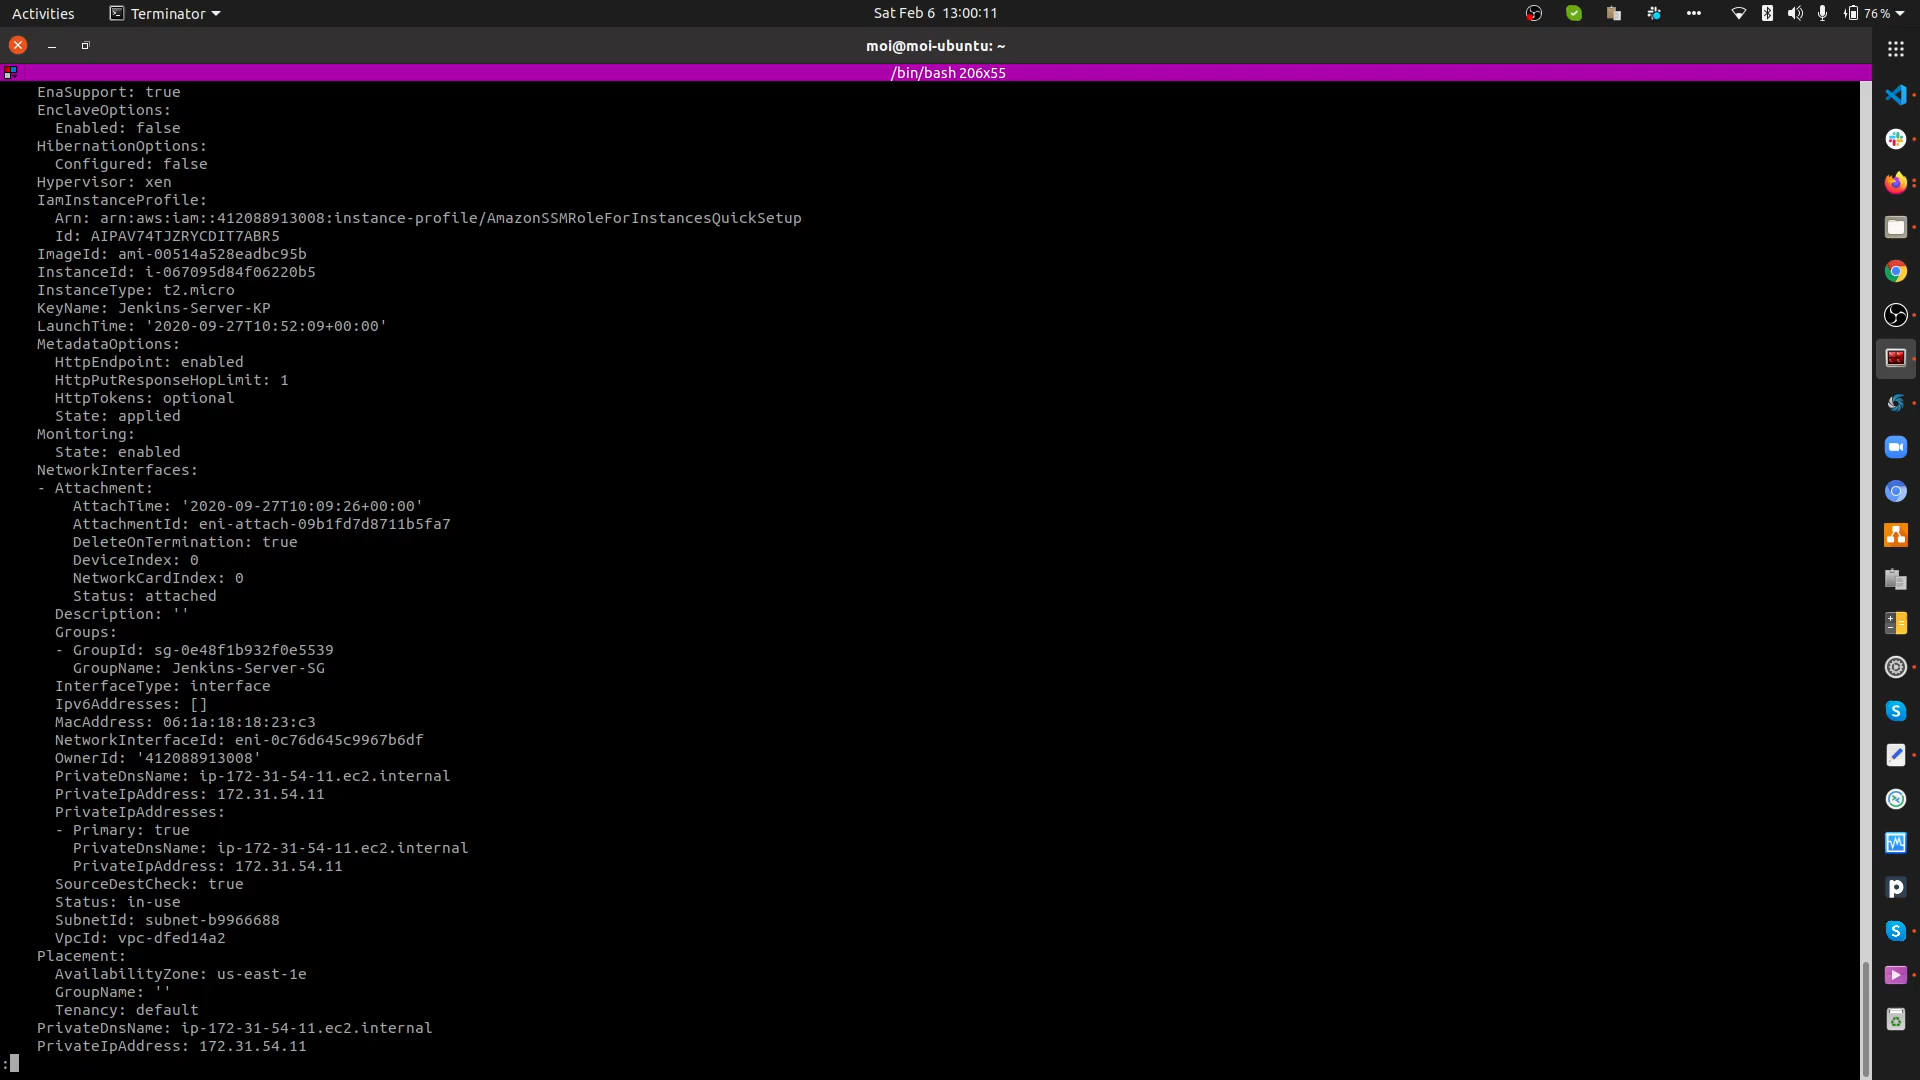 Activities
Terminator
Sat Feb 6 13:00:11
76 %
moi@moi-ubuntu: ~
/bin/bash 206x55
EnaSupport: true
EnclaveOptions:
Enabled: false
HibernationOptions:
Configured: false
Hypervisor: xen
IamInstanceProfile:
Arn: arn:aws:iam::412088913008:instance-profile/AmazonSSMRoleForInstancesQuickSetup
Id: AIPAV74TJZRYCDIT7ABR5
ImageId: ami-00514a528eadbc95b
InstanceId: i-067095d84f06220b5
InstanceType: t2.micro
KeyName: Jenkins-Server-KP
LaunchTime: '2020-09-27T10:52:09+00:00'
MetadataOptions:
HttpEndpoint: enabled
HttpPutResponseHopLimit: 1
HttpTokens: optional
State: applied
Monitoring:
State: enabled
NetworkInterfaces:
- Attachment:
AttachTime: '2020-09-27T10:09:26+00:00'
AttachmentId: eni-attach-09b1fd7d8711b5fa7
DeleteOnTermination: true
DeviceIndex: 0
NetworkCardIndex: 0
Status: attached
Description: ''
Groups:
- GroupId: sg-0e48f1b932f0e5539
GroupName: Jenkins-Server-SG
InterfaceType: interface
Ipv6Addresses: []
MacAddress: 06:1a:18:18:23:c3
NetworkInterfaceId: eni-0c76d645c9967b6df
OwnerId: '412088913008'
PrivateDnsName: ip-172-31-54-11.ec2.internal
PrivateIpAddress: 172.31.54.11
PrivateIpAddresses:
- Primary: true
PrivateDnsName: ip-172-31-54-11.ec2.internal
PrivateIpAddress: 172.31.54.11
SourceDestCheck: true
Status: in-use
SubnetId: subnet-b9966688
VpcId: vpc-dfed14a2
Placement:
AvailabilityZone: us-east-1e
GroupName: ''
Tenancy: default
PrivateDnsName: ip-172-31-54-11.ec2.internal
PrivateIpAddress: 172.31.54.11
: